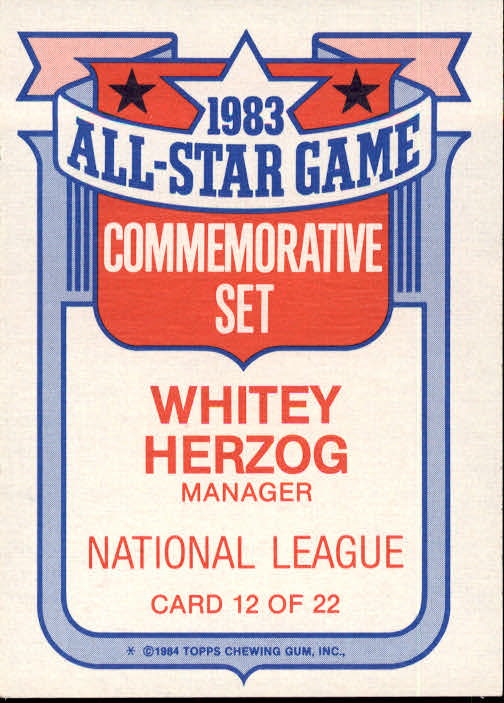 1983
ALL-STAR GAME
COMMEMORATIVE
SET
WHITEY
HERZOG
MANAGER
NATIONAL LEAGUE
CARD 12 OF 22
* ©1984 TOPPS CHEWING GUM, INC.,